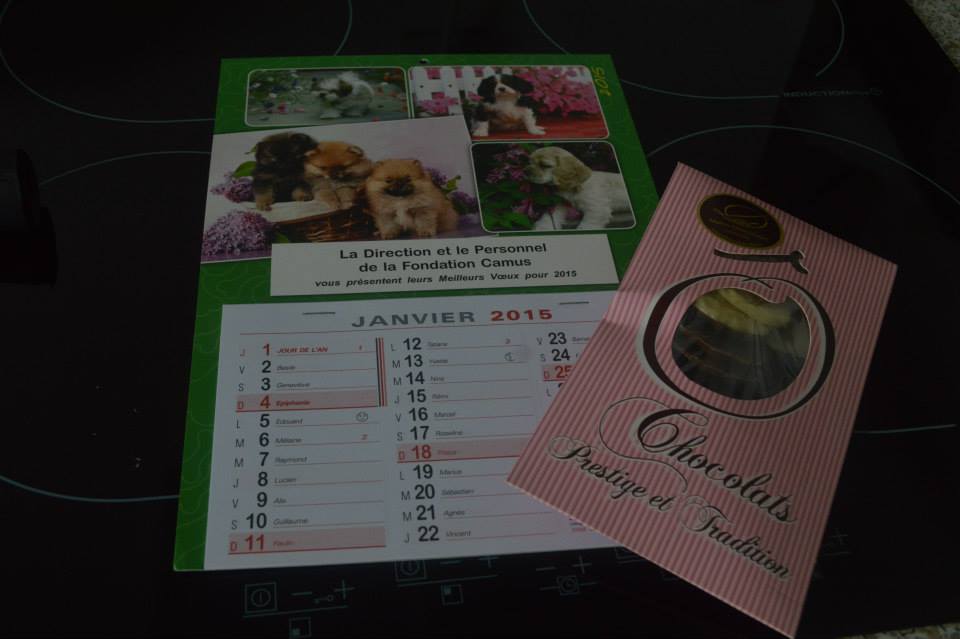 2015
INDUCTION
La Direction et le Personnel
de la Fondation Camus
vous présentent leurs Meilleurs Vœux pour 2015
JANVIER 2015
J 1 JOUR DE L'AN 1
V 2 Basile
S 3 Geneviève
D 4 Epiphanie
L 5 Edouard
M 6 Mélaine 2
M 7 Raymond
J 8 Lucien
V 9 Alix
S 10 Guillaume
D 11 Paulin
L 12 Tatiana 3
M 13 Yvette
M 14 Nina
J 15 Rémi
V 16 Marcel
S 17 Roseline
D 18 Prisca
L 19 Marius
M 20 Sébastien
M 21 Agnès
J 22 Vincent
V 23
S 24
D 25
Chocolats
Prestige et Tradition